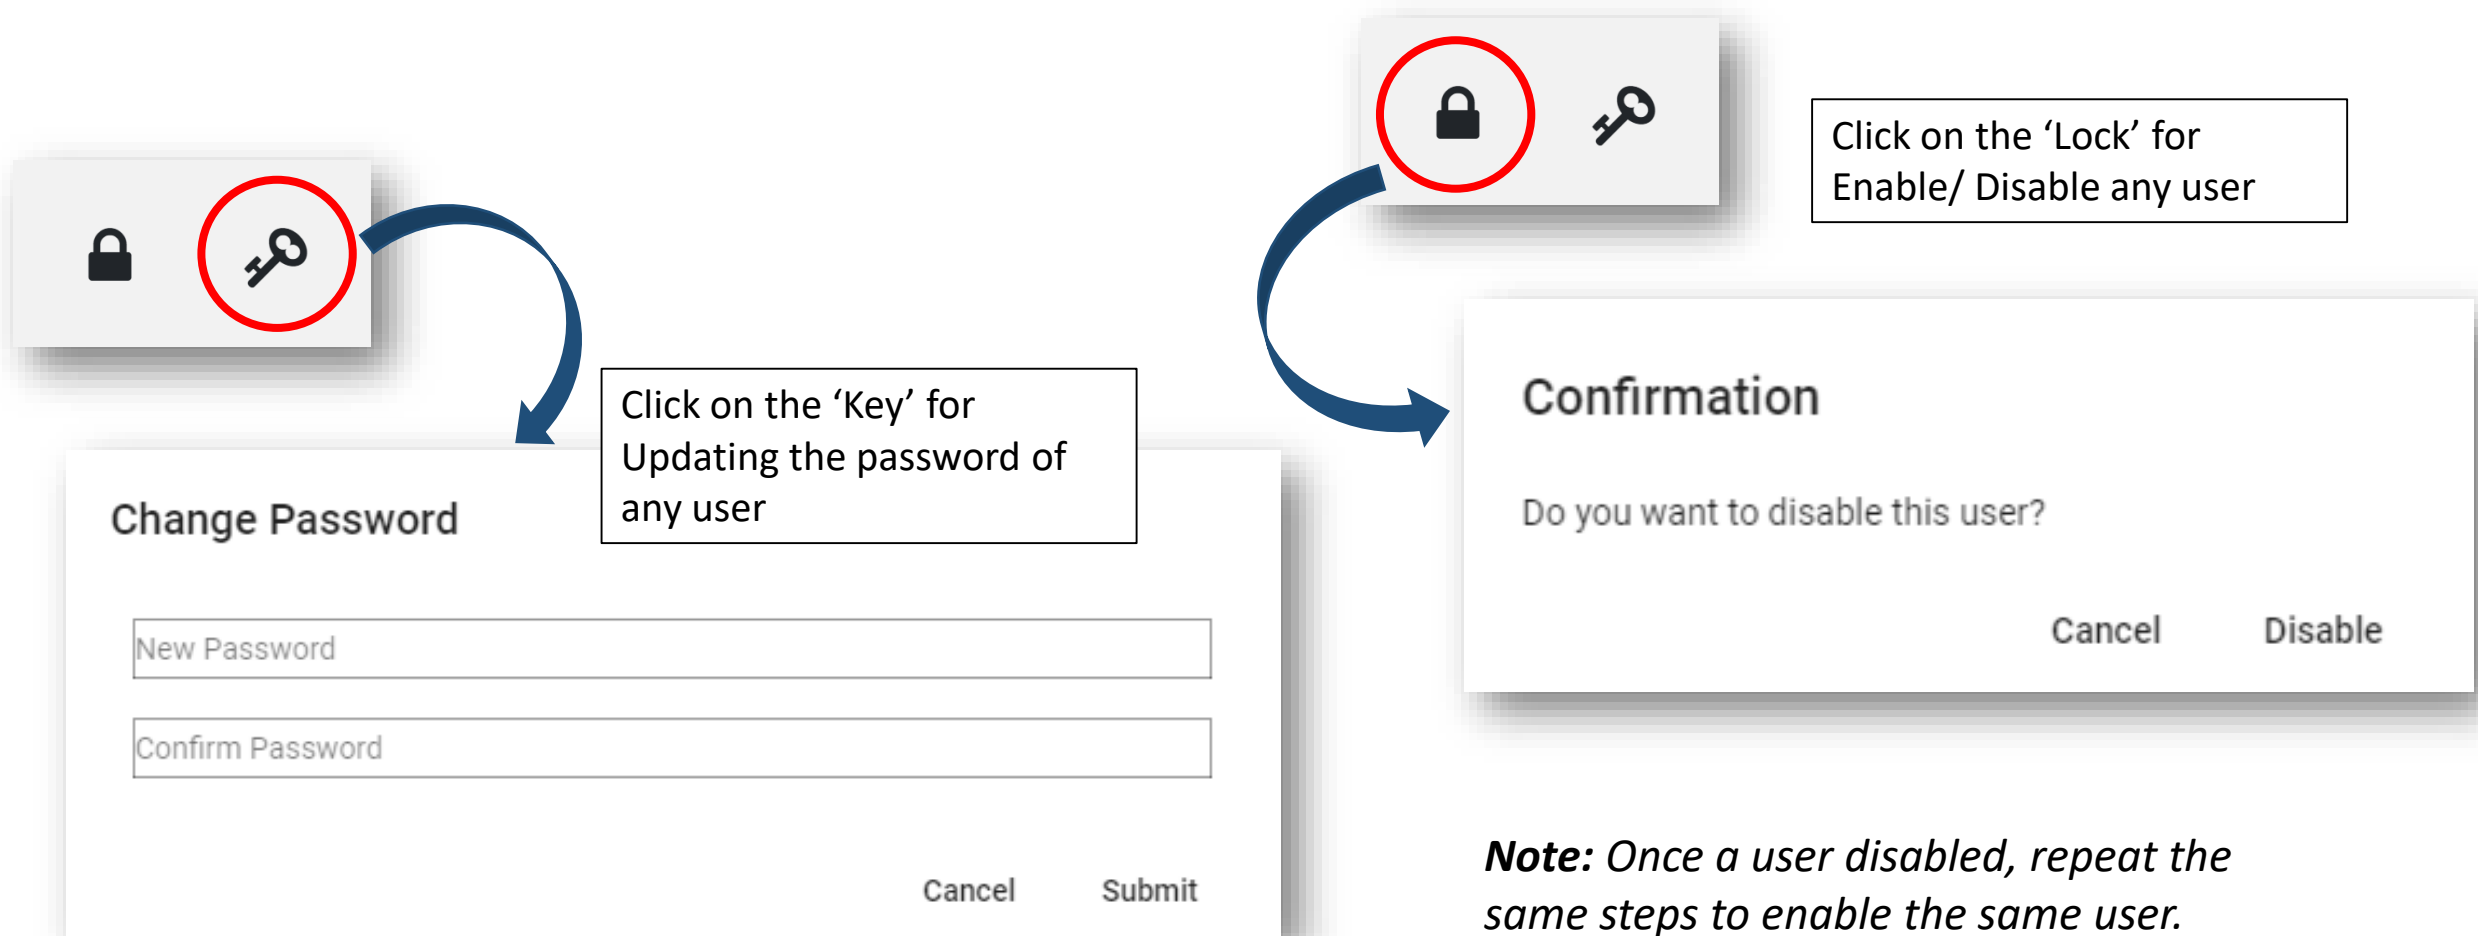 Click on the ‘Key’ for
Updating the password of
any user
Change Password
New Password
Confirm Password
Cancel Submit
Click on the ‘Lock’ for
Enable/ Disable any user
Confirmation
Do you want to disable this user?
Cancel Disable
Note: Once a user disabled, repeat the
same steps to enable the same user.